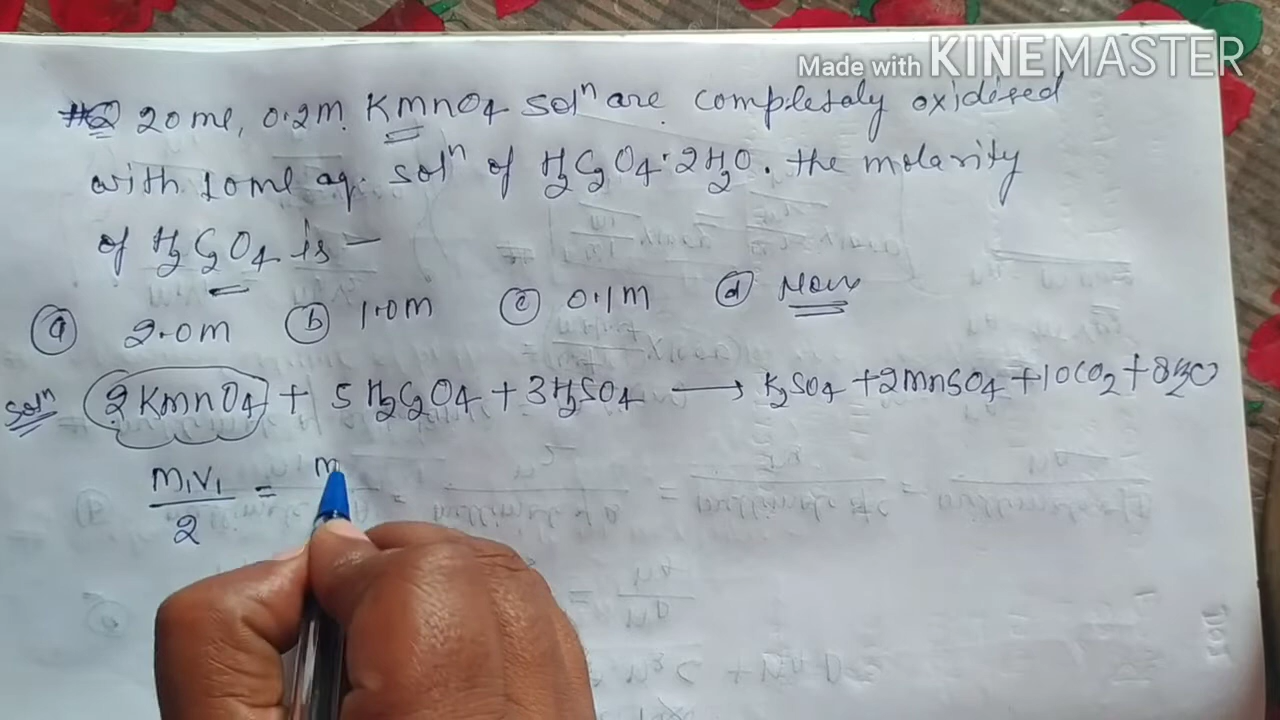 Made with KINEMASTER
#Q 20ml, 0.2M. KMnO4 solⁿ are completaly oxidised
with 10ml aq. solⁿ of H2C2O4·2H2O. the molarity
of H2C2O4 is —
(a) 2.0M (b) 1.0M (c) 0.1M (d) None
Solⁿ 2KMnO4 + 5H2C2O4 + 3H2SO4 → K2SO4 + 2MnSO4 + 10CO2 + 8H2O
M1V1/2 = M